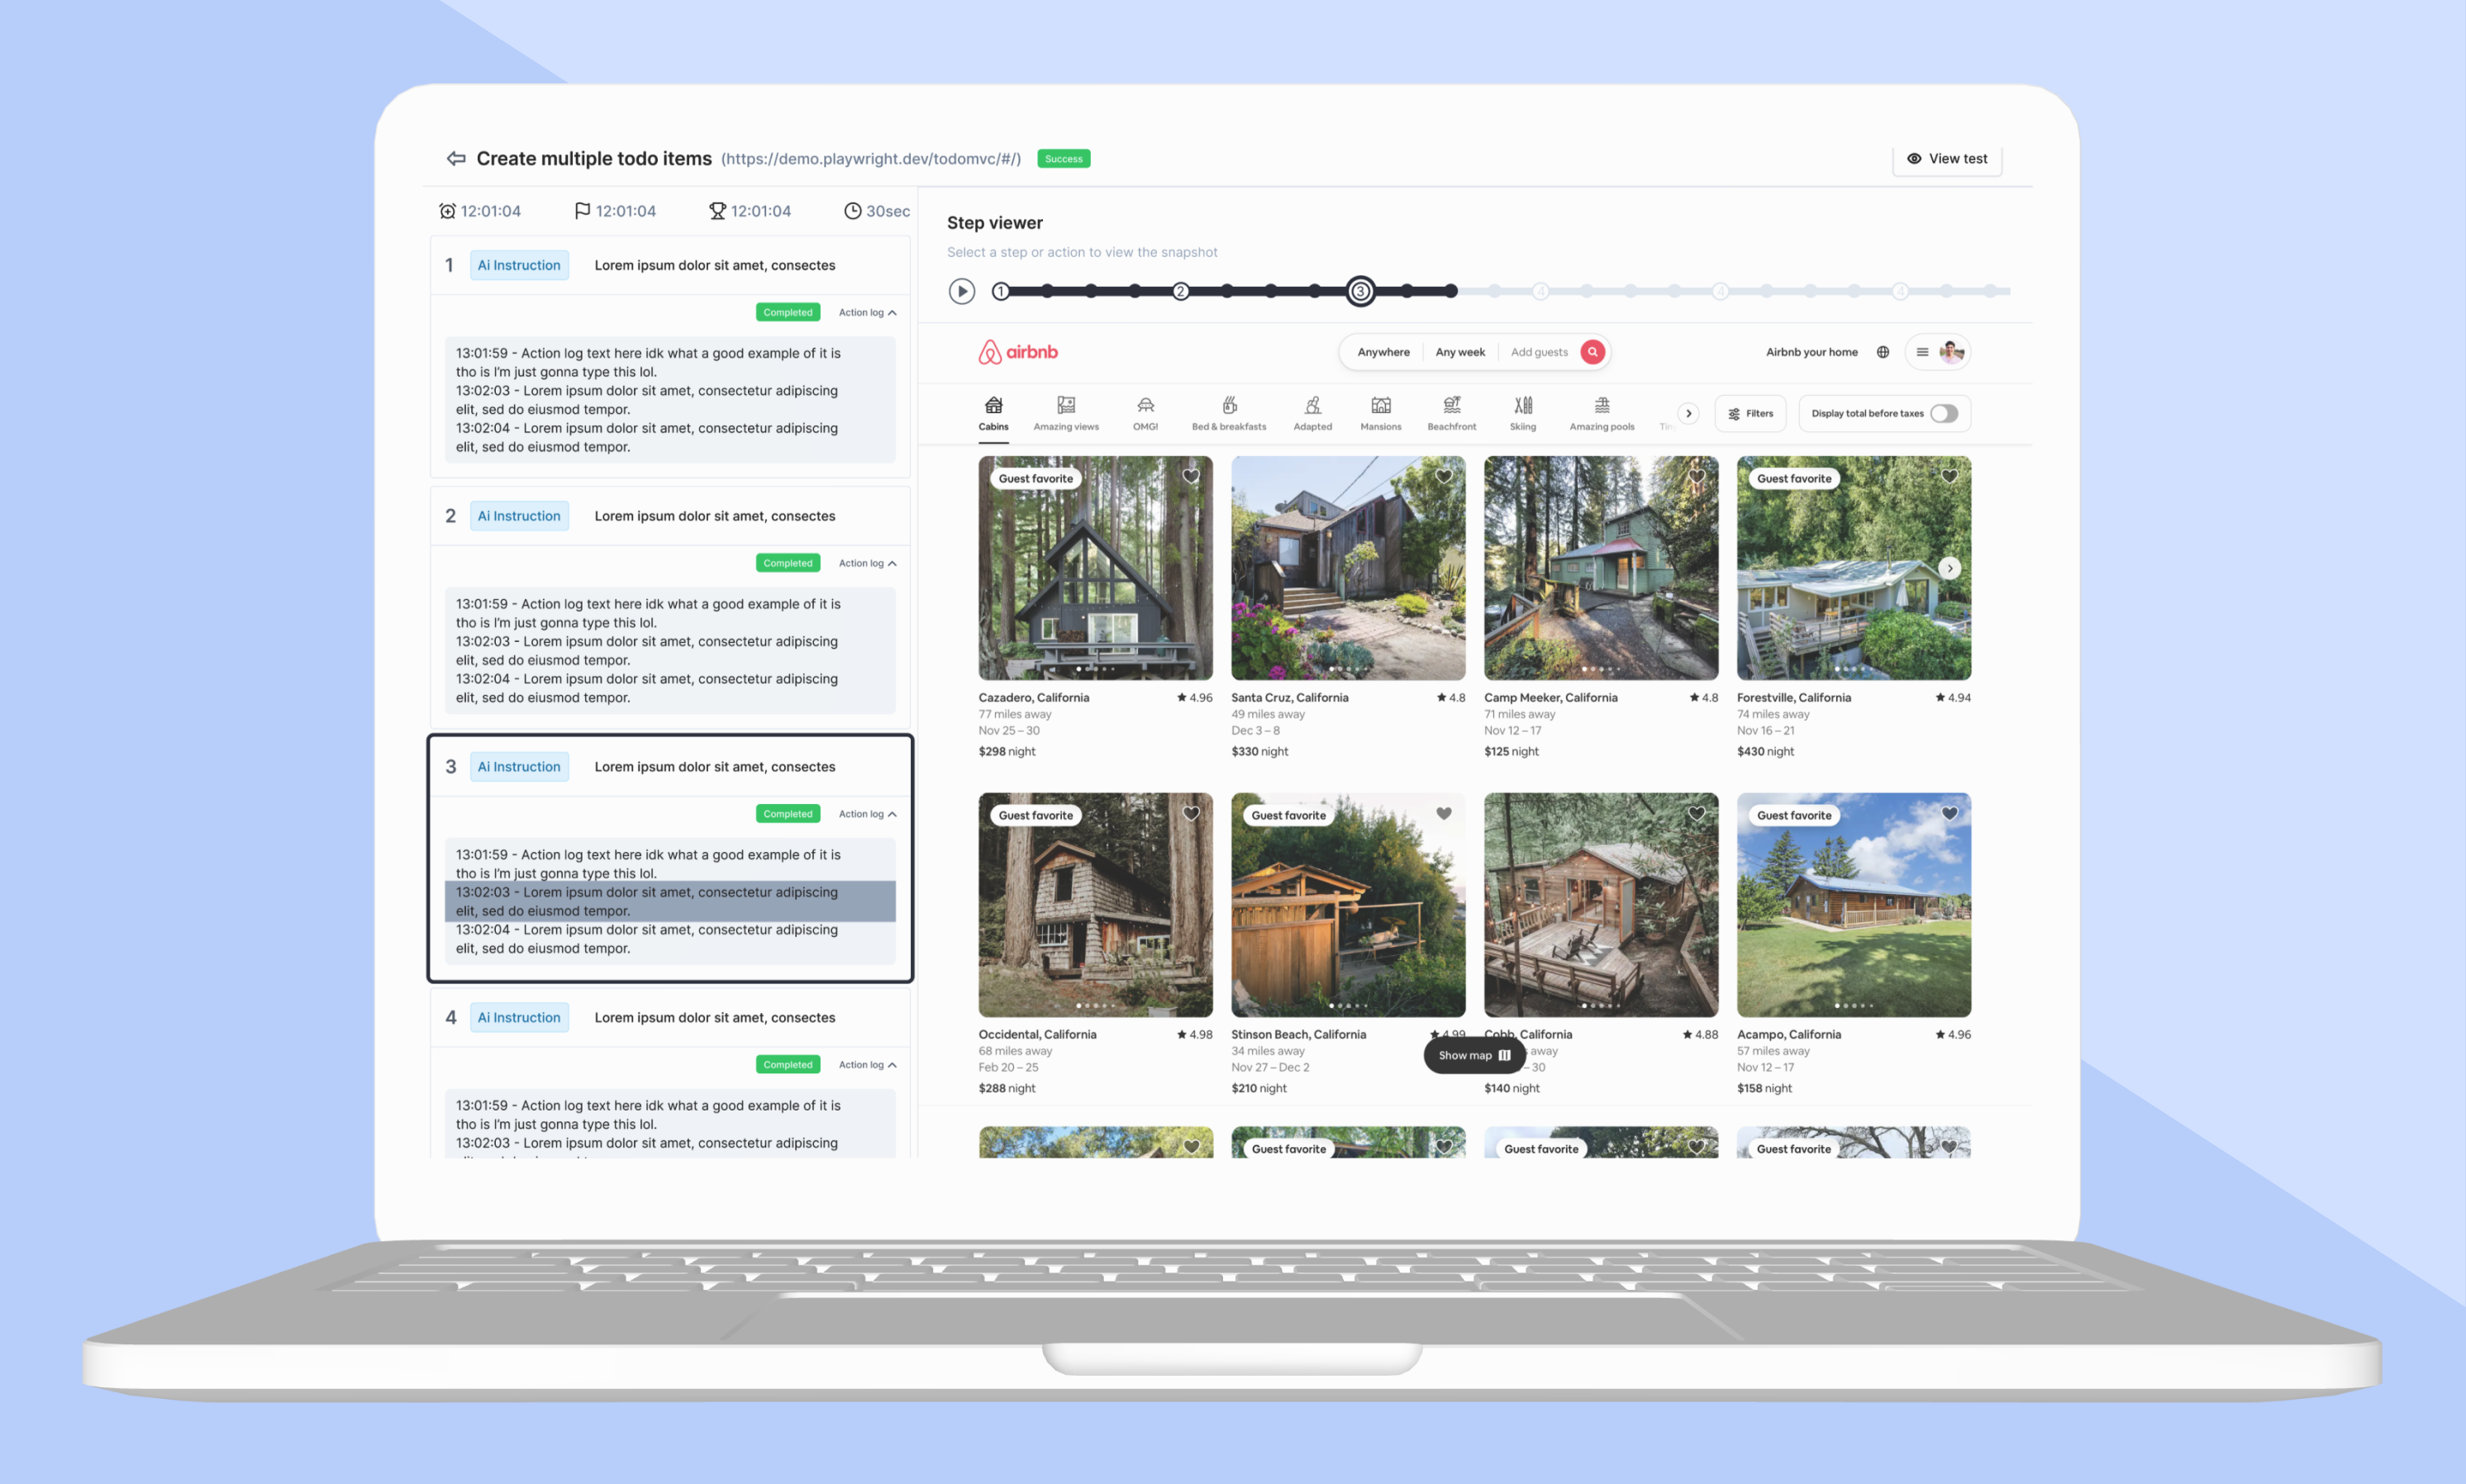 Create multiple todo items (https://demo.playwright.dev/todomvc/#/) Success
View test
12:01:04 12:01:04 12:01:04 30sec
1 Ai Instruction Lorem ipsum dolor sit amet, consectes
Completed Action log
13:01:59 - Action log text here idk what a good example of it is
tho is I'm just gonna type this lol.
13:02:03 - Lorem ipsum dolor sit amet, consectetur adipiscing
elit, sed do eiusmod tempor.
13:02:04 - Lorem ipsum dolor sit amet, consectetur adipiscing
elit, sed do eiusmod tempor.
2 Ai Instruction Lorem ipsum dolor sit amet, consectes
Completed Action log
13:01:59 - Action log text here idk what a good example of it is
tho is I'm just gonna type this lol.
13:02:03 - Lorem ipsum dolor sit amet, consectetur adipiscing
elit, sed do eiusmod tempor.
13:02:04 - Lorem ipsum dolor sit amet, consectetur adipiscing
elit, sed do eiusmod tempor.
3 Ai Instruction Lorem ipsum dolor sit amet, consectes
Completed Action log
13:01:59 - Action log text here idk what a good example of it is
tho is I'm just gonna type this lol.
13:02:03 - Lorem ipsum dolor sit amet, consectetur adipiscing
elit, sed do eiusmod tempor.
13:02:04 - Lorem ipsum dolor sit amet, consectetur adipiscing
elit, sed do eiusmod tempor.
4 Ai Instruction Lorem ipsum dolor sit amet, consectes
Completed Action log
13:01:59 - Action log text here idk what a good example of it is
tho is I'm just gonna type this lol.
13:02:03 - Lorem ipsum dolor sit amet, consectetur adipiscing
Step viewer
Select a step or action to view the snapshot
1 2 3 4 4 4
airbnb
Anywhere Any week Add guests
Airbnb your home
Cabins Amazing views OMG! Bed & breakfasts Adapted Mansions Beachfront Skiing Amazing pools
Filters
Display total before taxes
Guest favorite Guest favorite
Cazadero, California 4.96
77 miles away
Nov 25 – 30
$298 night
Santa Cruz, California 4.8
49 miles away
Dec 3 – 8
$330 night
Camp Meeker, California 4.8
71 miles away
Nov 12 – 17
$125 night
Forestville, California 4.94
74 miles away
Nov 16 – 21
$430 night
Guest favorite Guest favorite Guest favorite
Occidental, California 4.98
68 miles away
Feb 20 – 25
$288 night
Stinson Beach, California 4.99
34 miles away
Nov 27 – Dec 2
$210 night
Show map
Cobb, California 4.88
away
– 30
$140 night
Acampo, California 4.96
57 miles away
Nov 12 – 17
$158 night
Guest favorite Guest favorite Guest favorite